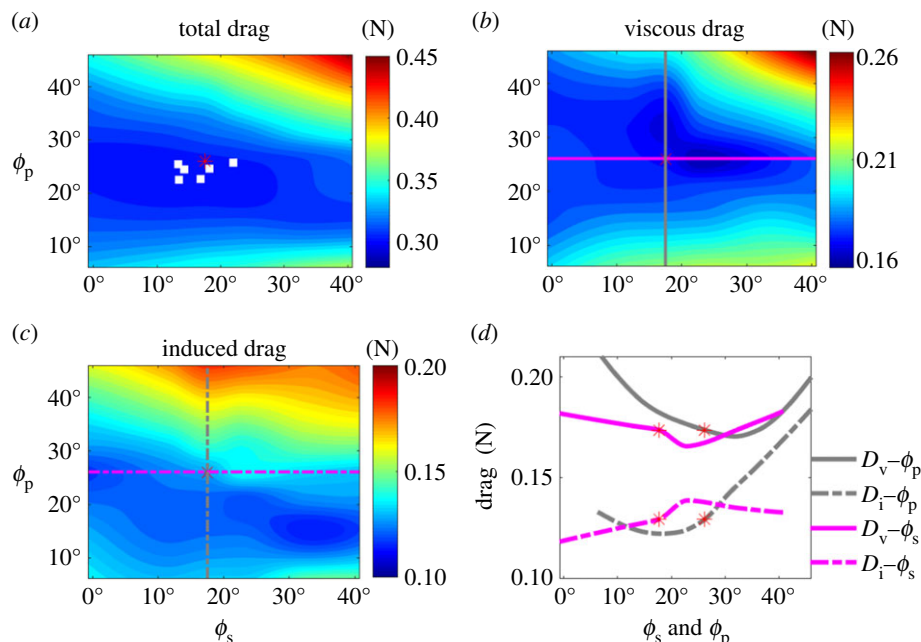 (a) total drag (N)
0.45
0.40
0.35
0.30
40°
30°
20°
10°
ϕp
0° 10° 20° 30° 40°
(b) viscous drag (N)
0.26
0.21
0.16
40°
30°
20°
10°
0° 10° 20° 30° 40°
(c) induced drag (N)
0.20
0.15
0.10
40°
30°
20°
10°
ϕp
0° 10° 20° 30° 40°
ϕs
(d)
0.20
0.15
0.10
drag (N)
0° 10° 20° 30° 40°
ϕs and ϕp
Dv–ϕp
Di–ϕp
Dv–ϕs
Di–ϕs